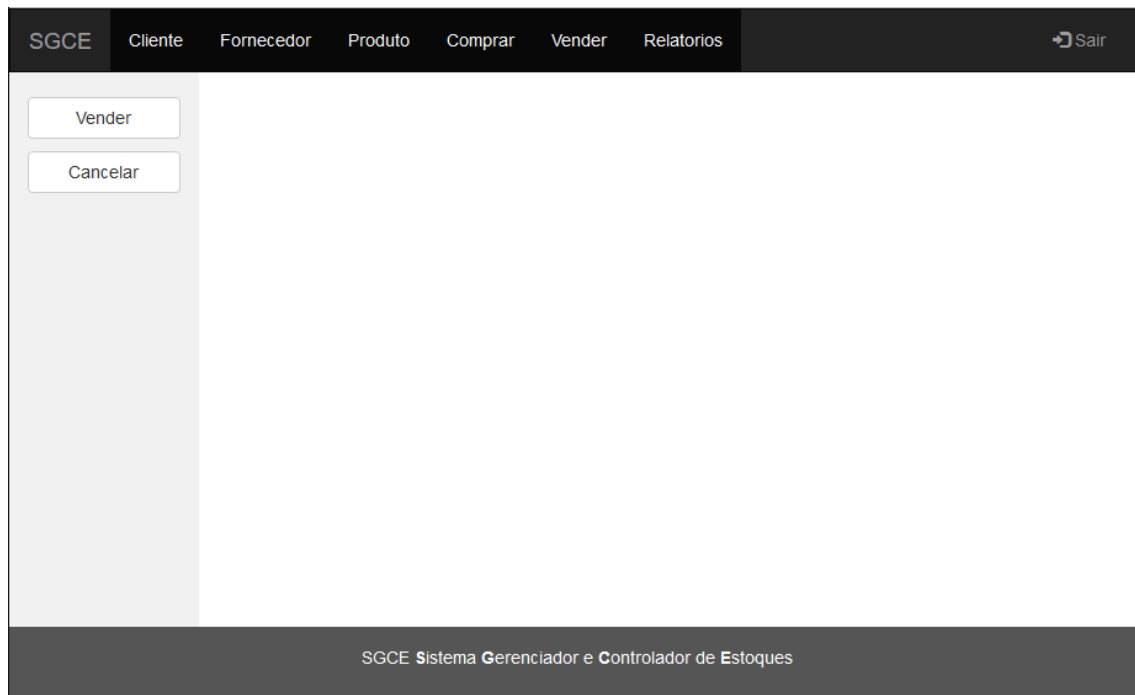 SGCE Cliente Fornecedor Produto Comprar Vender Relatorios Sair
Vender
Cancelar
SGCE Sistema Gerenciador e Controlador de Estoques